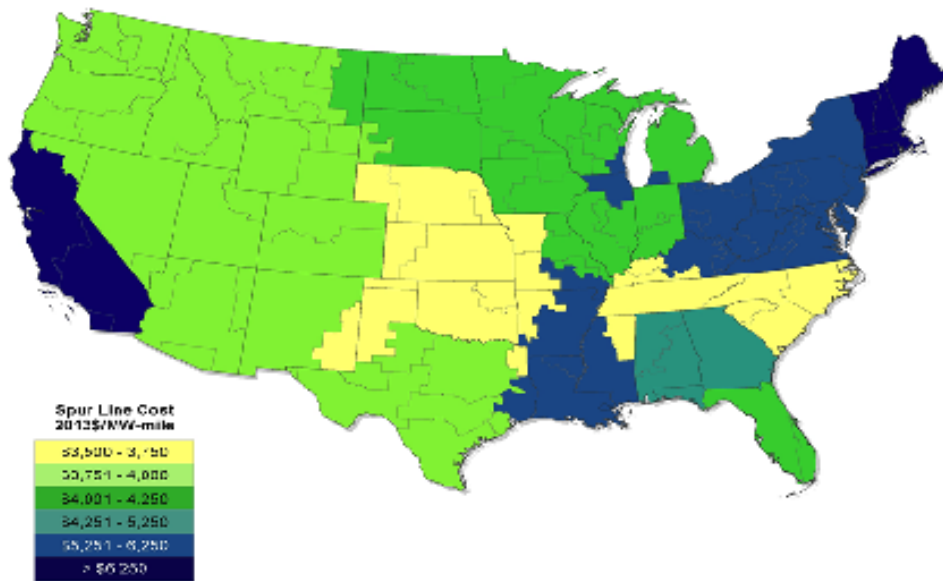 Spur Line Cost
2013$/MW-mile
$3,500 - 3,750
$3,751 - 4,000
$4,001 - 4,250
$4,251 - 5,250
$5,251 - 6,250
> $6,250